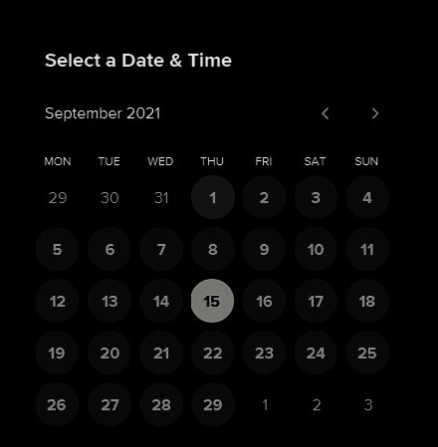 Select a Date & Time
September 2021
MON TUE WED THU FRI SAT SUN
29 30 31 1 2 3 4
5 6 7 8 9 10 11
12 13 14 15 16 17 18
19 20 21 22 23 24 25
26 27 28 29 1 2 3